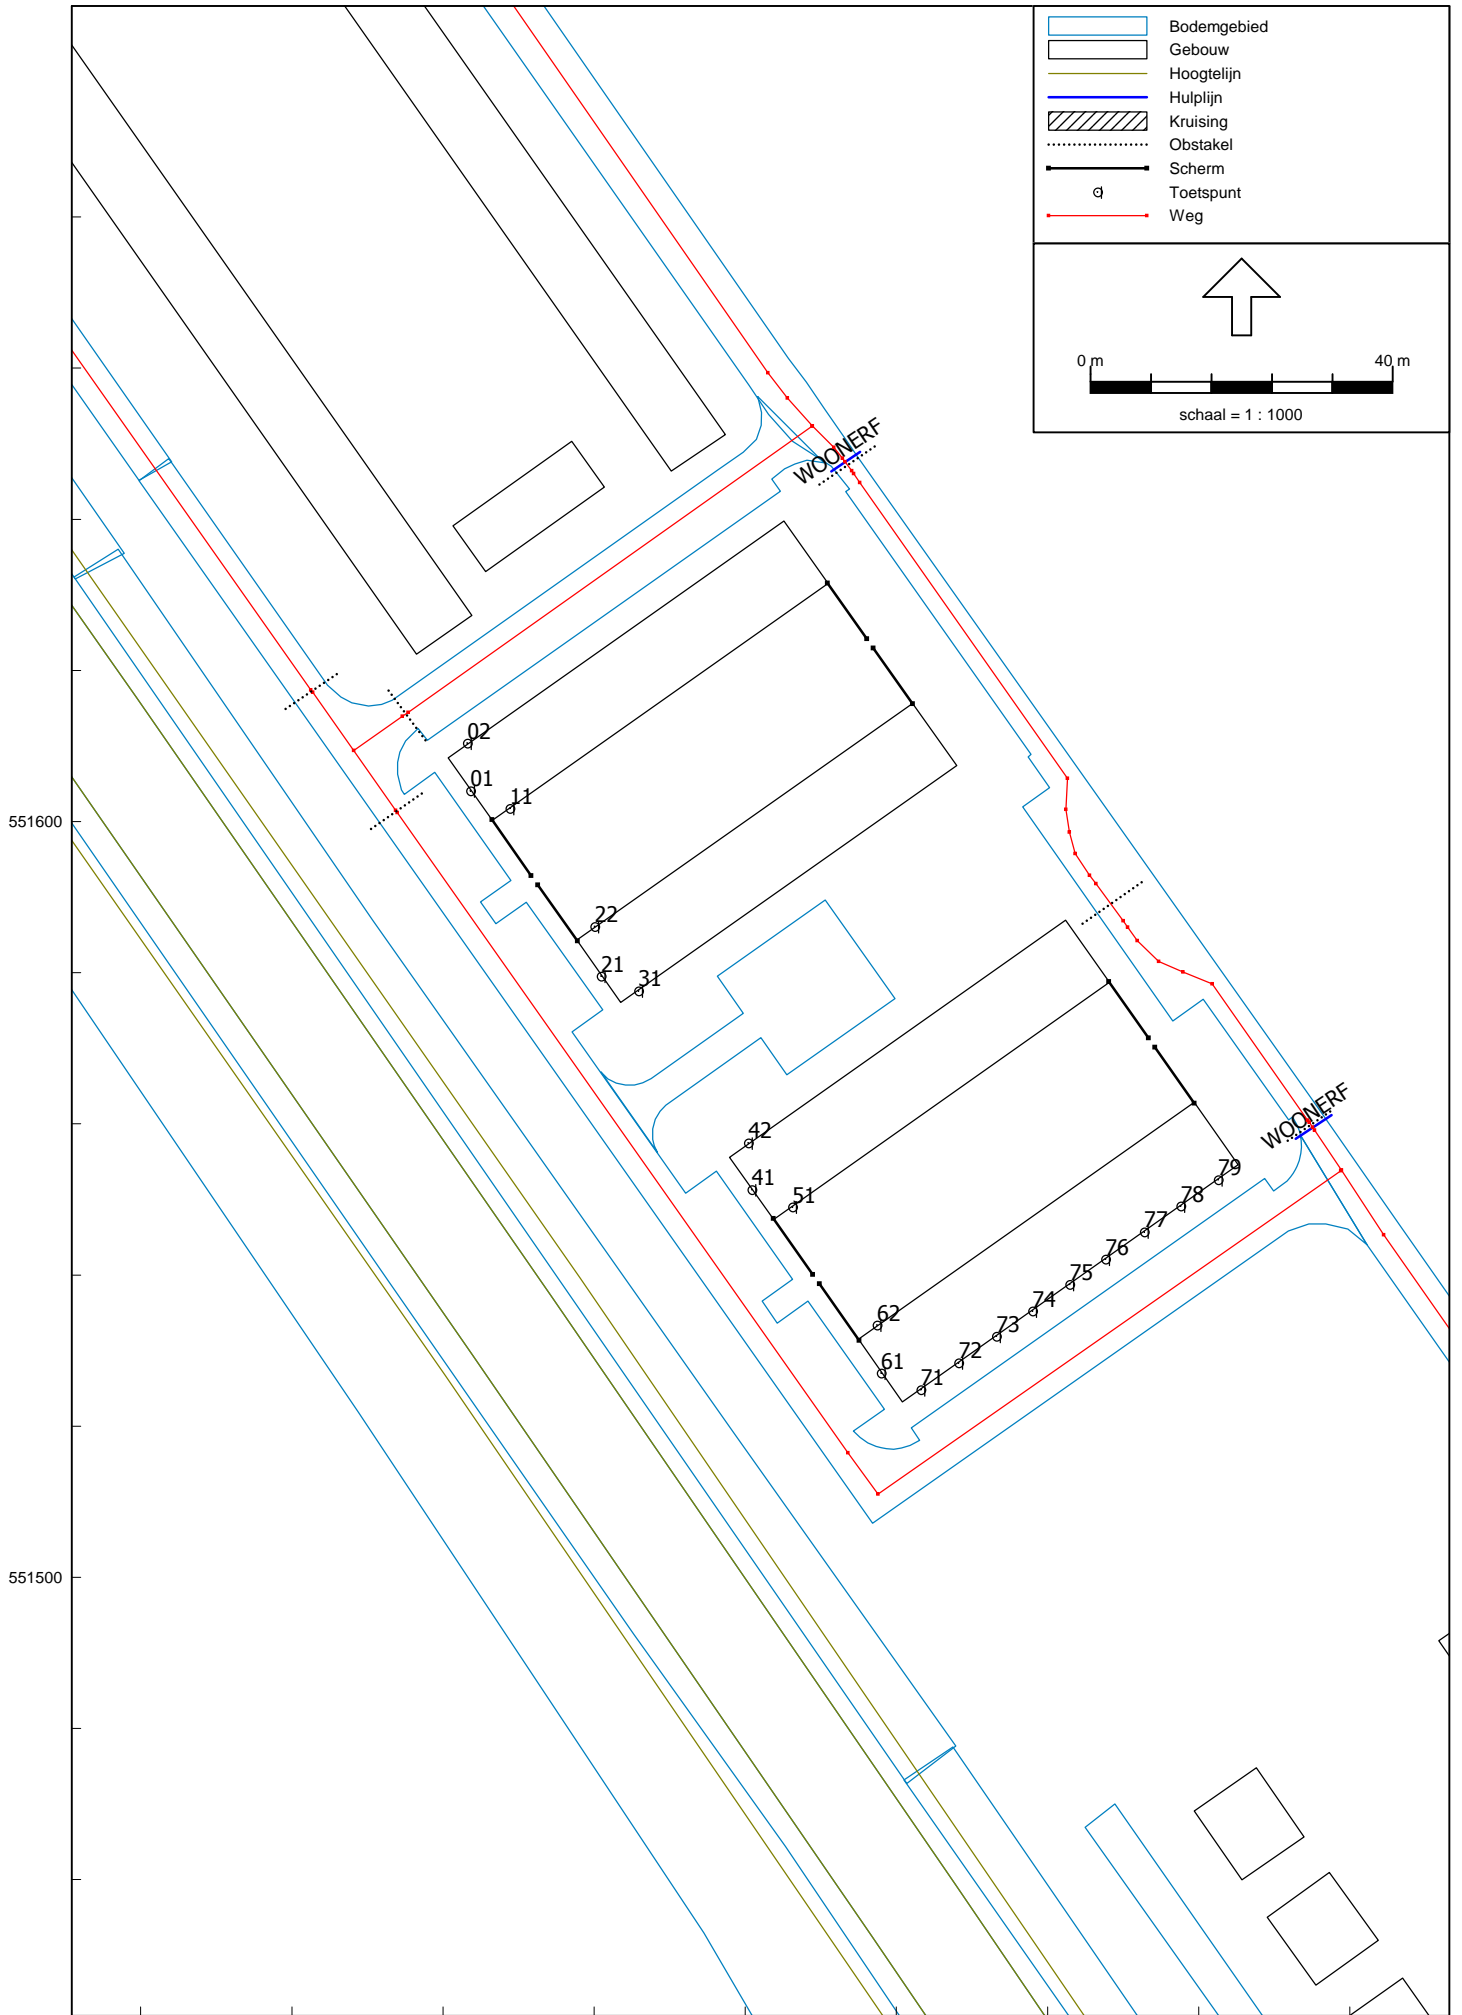 Bodemgebied
Gebouw
Hoogtelijn
Hulplijn
Kruising
Obstakel
Scherm
Toetspunt
Weg
0 m 40 m
schaal = 1 : 1000
WOONERF
02
01
11
551600
22
21
31
WOONERF
42
41
51
79
78
77
76
75
74
62
73
72
61
71
551500